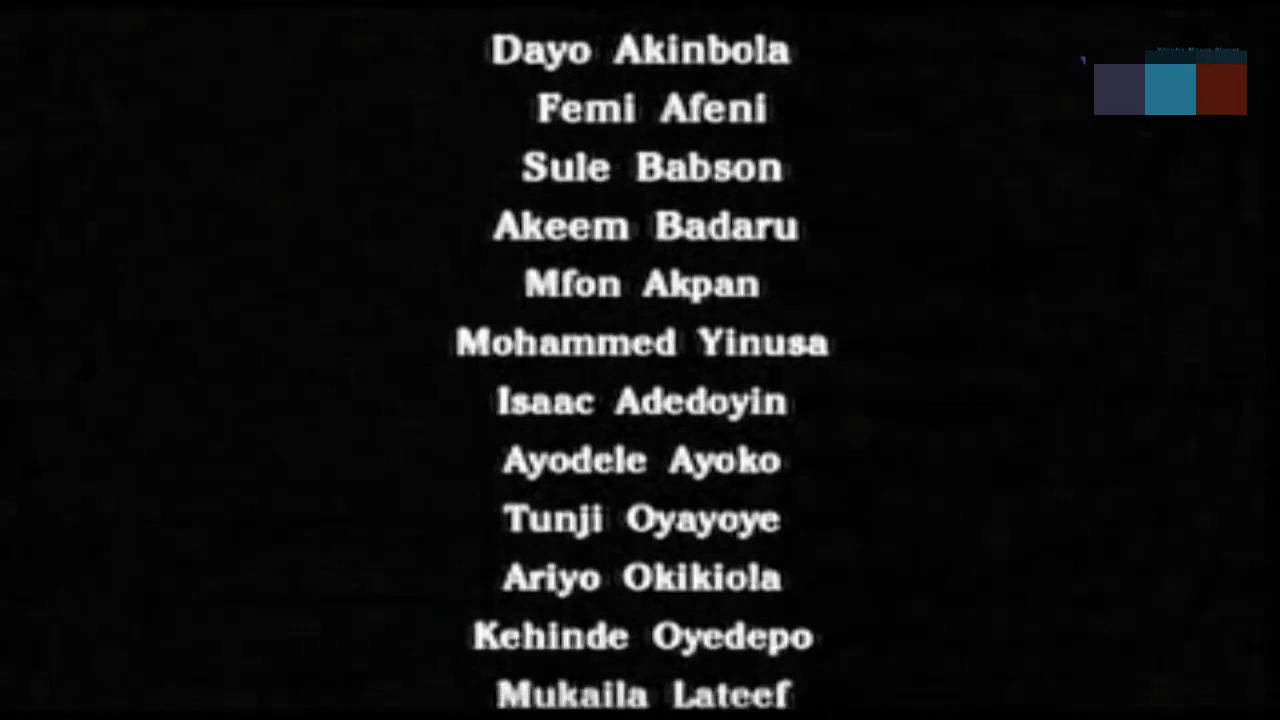 Dayo Akinbola
Femi Afeni
Sule Babson
Akeem Badaru
Mfon Akpan
Mohammed Yinusa
Isaac Adedoyin
Ayodele Ayoko
Tunji Oyayoye
Ariyo Okikiola
Kehinde Oyedepo
Mukaila Lateef